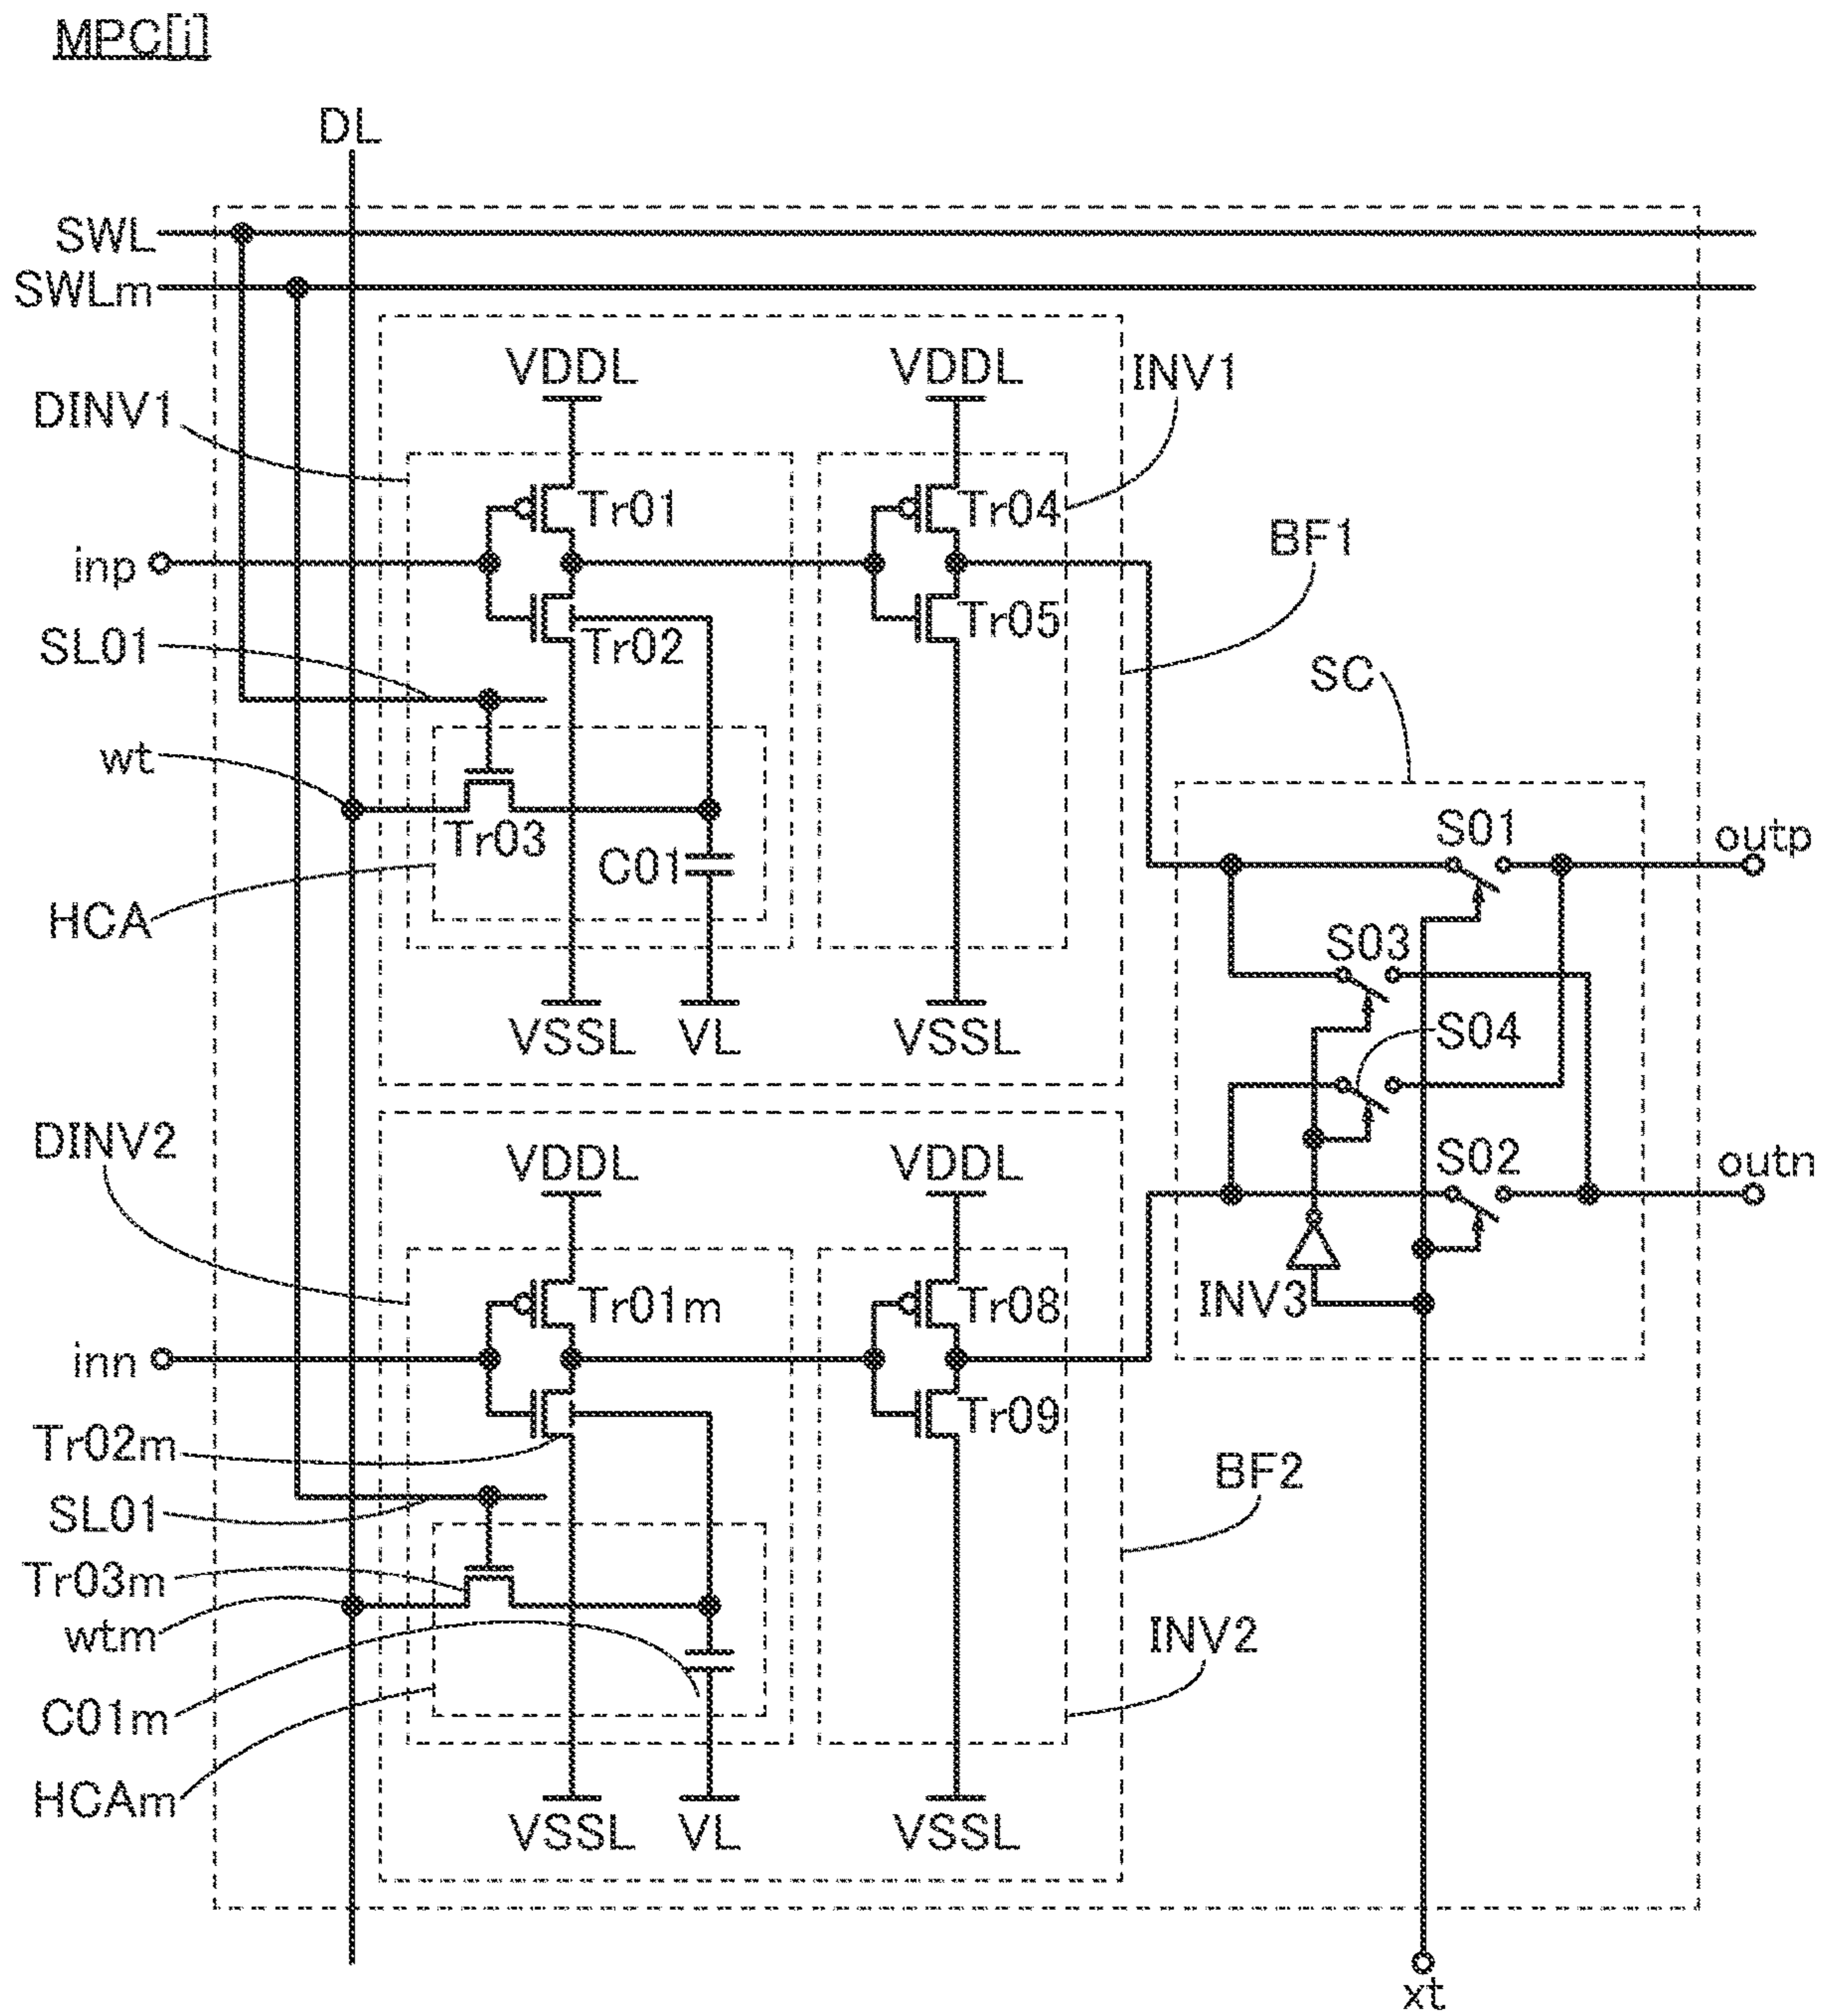 MPC[i]
DL
SWL
SWLm
VDDL
VDDL
INV1
DINV1
Tr01
Tr04
BF1
inp
Tr02
Tr05
SL01
SC
wt
Tr03
C01
S01
outp
HCA
S03
VSSL
VL
VSSL
S04
DINV2
VDDL
VDDL
S02
outn
Tr01m
Tr08
INV3
inn
Tr09
Tr02m
BF2
SL01
Tr03m
wtm
INV2
C01m
HCAm
VSSL
VL
VSSL
xt